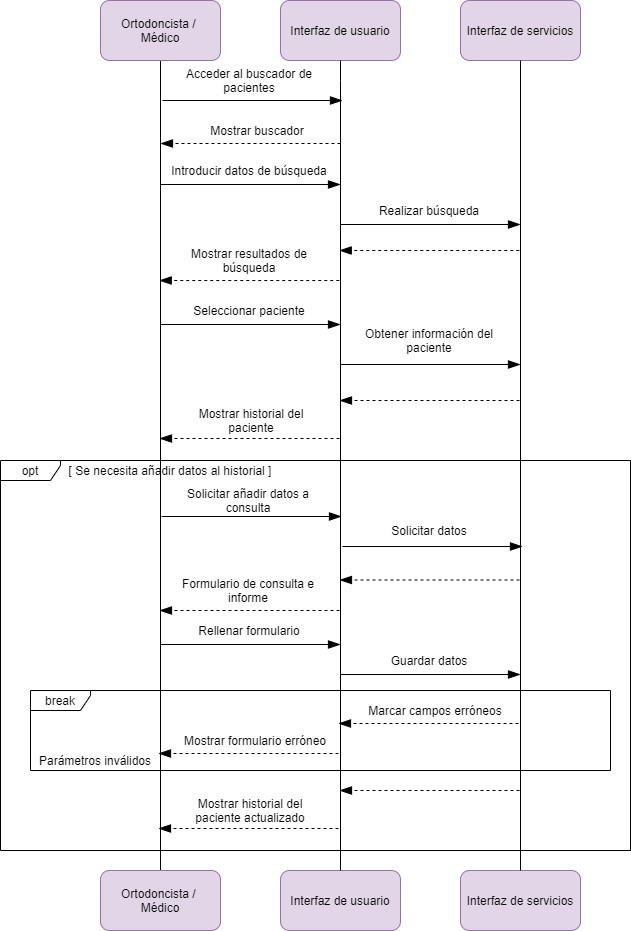 Ortodoncista /
Médico
Interfaz de usuario
Interfaz de servicios
Acceder al buscador de
pacientes
Mostrar buscador
Introducir datos de búsqueda
Realizar búsqueda
Mostrar resultados de
búsqueda
Seleccionar paciente
Obtener información del
paciente
Mostrar historial del
paciente
opt
[ Se necesita añadir datos al historial ]
Solicitar añadir datos a
consulta
Solicitar datos
Formulario de consulta e
informe
Rellenar formulario
Guardar datos
break
Marcar campos erróneos
Mostrar formulario erróneo
Parámetros inválidos
Mostrar historial del
paciente actualizado
Ortodoncista /
Médico
Interfaz de usuario
Interfaz de servicios